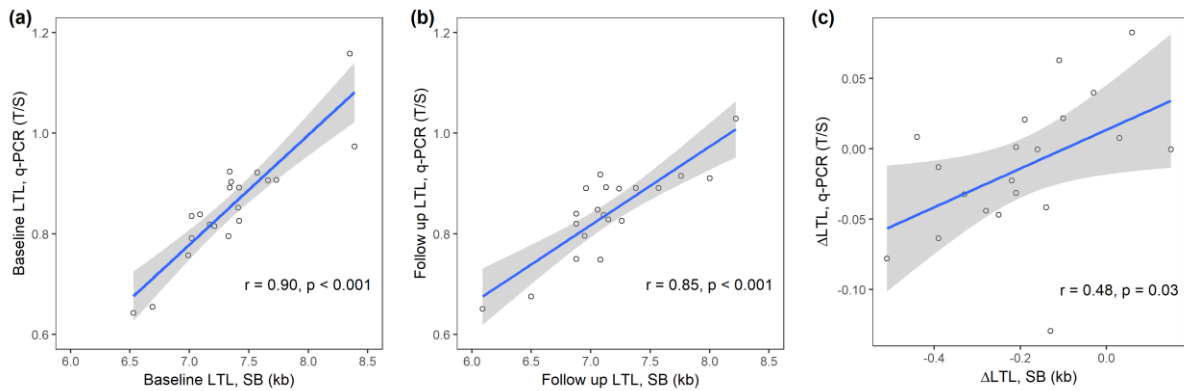 (a)
Baseline LTL, q-PCR (T/S)
1.2
1.0
0.8
0.6
r = 0.90, p < 0.001
6.0 6.5 7.0 7.5 8.0 8.5
Baseline LTL, SB (kb)
(b)
Follow up LTL, q-PCR (T/S)
1.2
1.0
0.8
0.6
r = 0.85, p < 0.001
6.0 6.5 7.0 7.5 8.0 8.5
Follow up LTL, SB (kb)
(c)
ΔLTL, q-PCR (T/S)
0.05
0.00
-0.05
-0.10
r = 0.48, p = 0.03
-0.4 -0.2 0.0
ΔLTL, SB (kb)